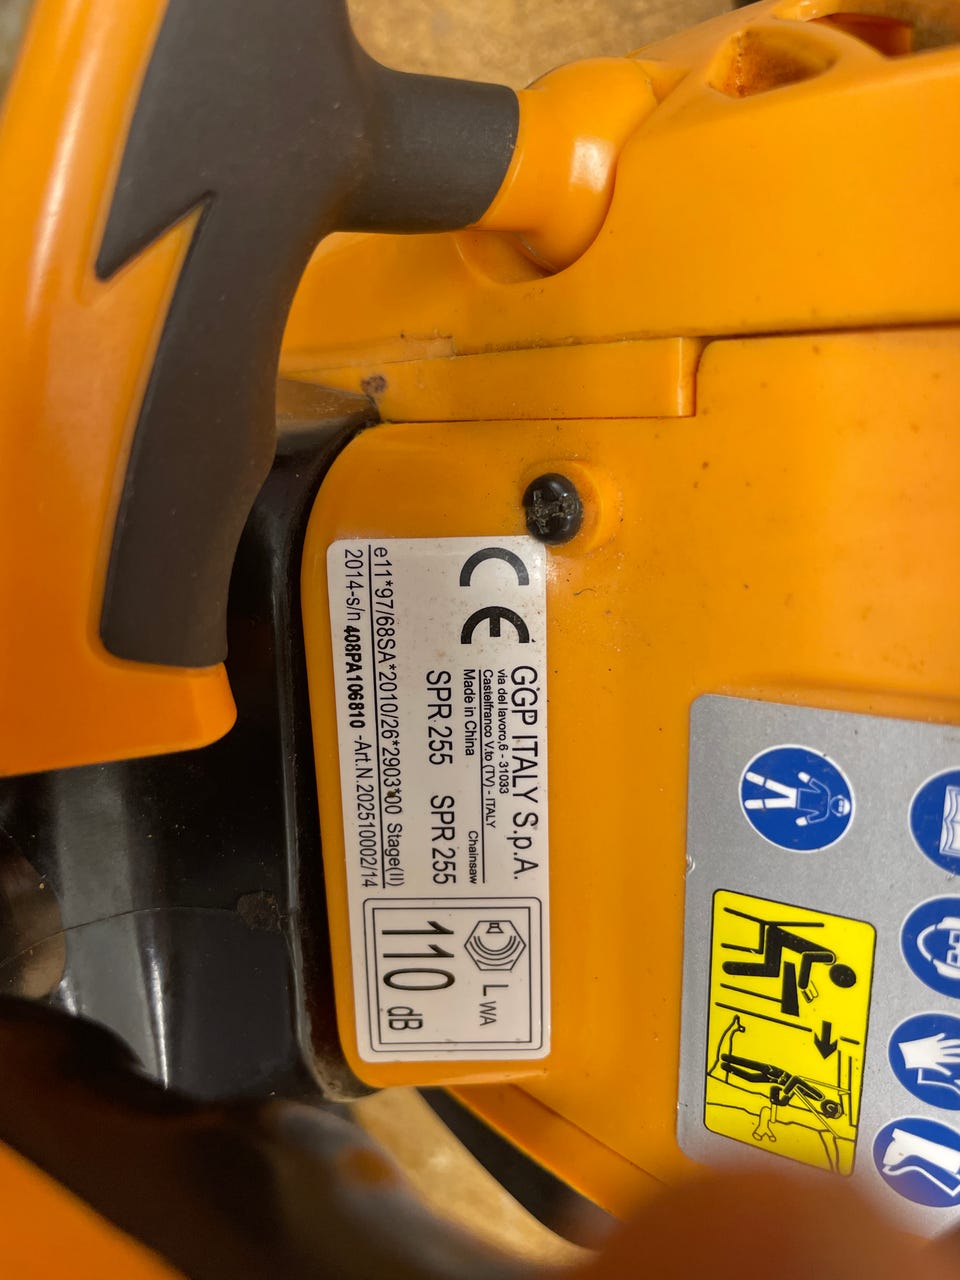 CE
GGP ITALY S.p.A.
via del lavoro,6 - 31033
Castelfranco V.to (TV) - ITALY
Made in China
Chainsaw
SPR 255 SPR 255
e11*97/68SA*2010/26*2903*00 Stage(II)
2014-s/n 408PA106810 -Art.N.202510002/14
LWA
110 dB